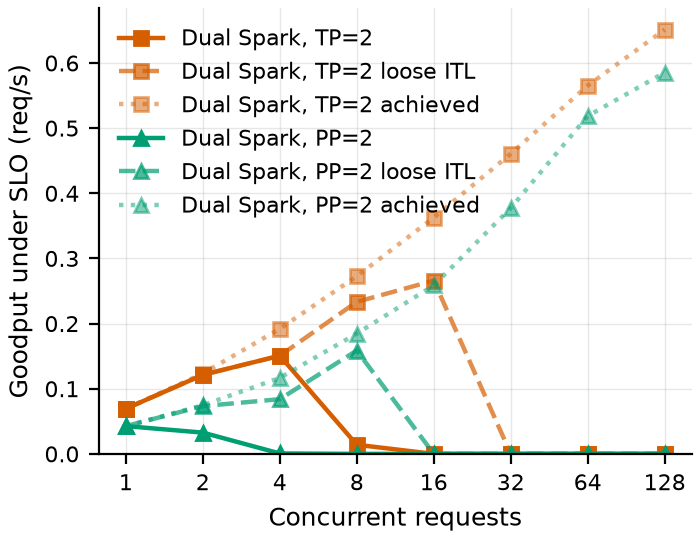 Dual Spark, TP=2
Dual Spark, TP=2 loose ITL
Dual Spark, TP=2 achieved
Dual Spark, PP=2
Dual Spark, PP=2 loose ITL
Dual Spark, PP=2 achieved
Goodput under SLO (req/s)
0.6
0.5
0.4
0.3
0.2
0.1
0.0
1 2 4 8 16 32 64 128
Concurrent requests